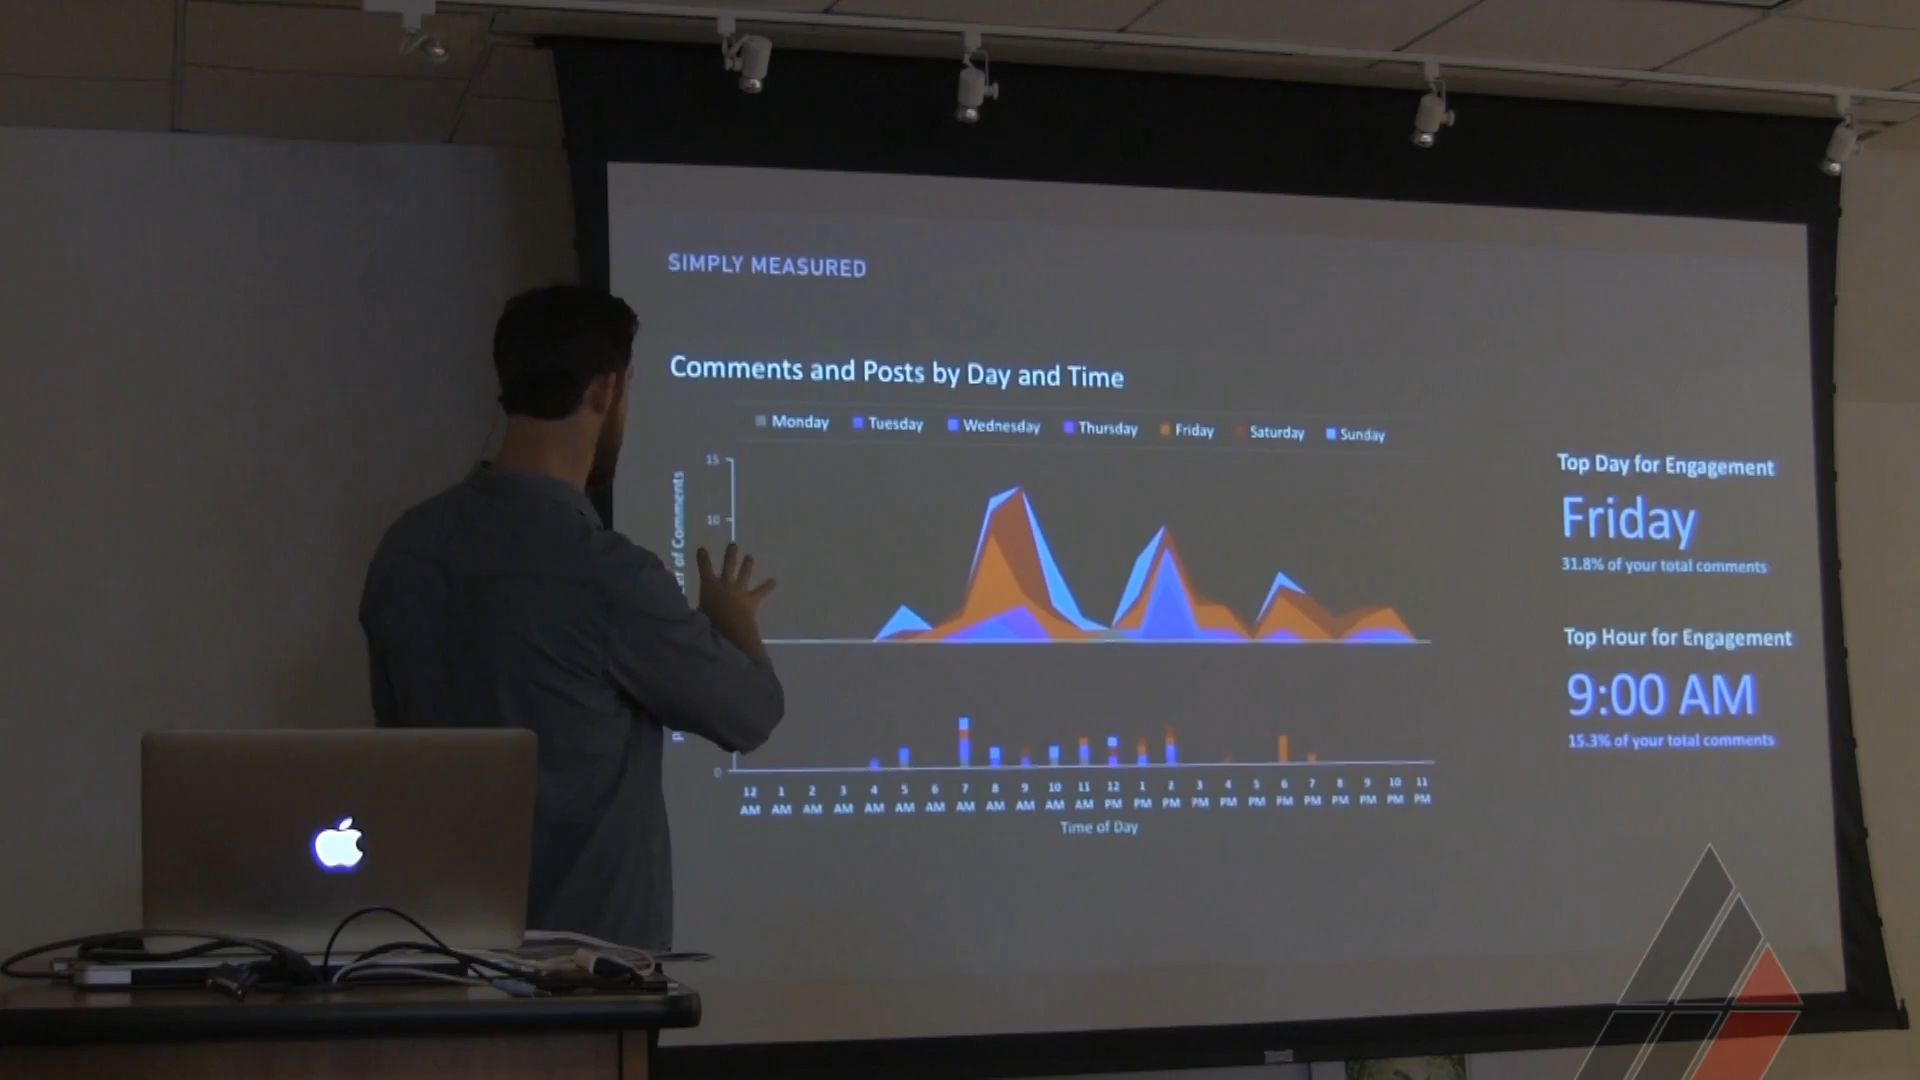 SIMPLY MEASURED
Comments and Posts by Day and Time
Monday Tuesday Wednesday Thursday Friday Saturday Sunday
15
10
of Comments
0
12 AM 1 AM 2 AM 3 AM 4 AM 5 AM 6 AM 7 AM 8 AM 9 AM 10 AM 11 AM 12 PM 1 PM 2 PM 3 PM 4 PM 5 PM 6 PM 7 PM 8 PM 9 PM 10 PM 11 PM
Time of Day
Top Day for Engagement
Friday
31.8% of your total comments
Top Hour for Engagement
9:00 AM
15.3% of your total comments